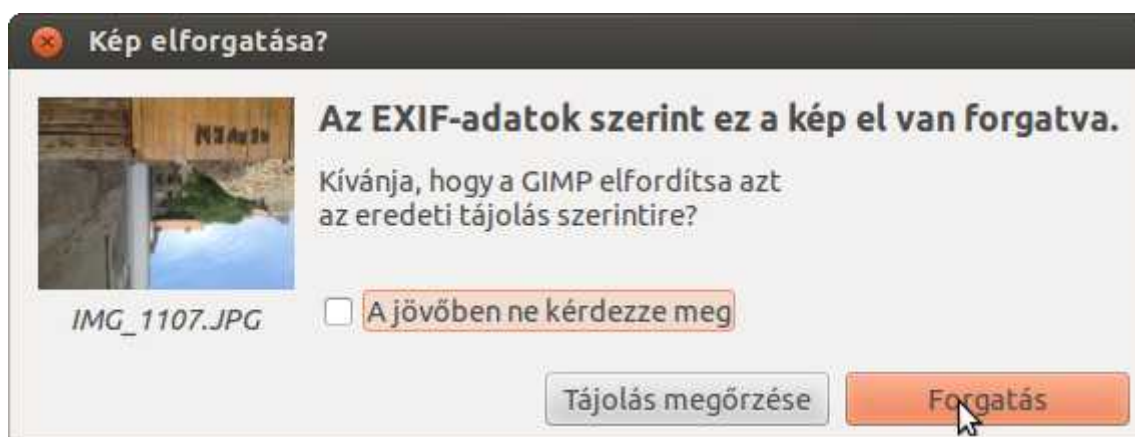 Kép elforgatása?
Az EXIF-adatok szerint ez a kép el van forgatva.
Kívánja, hogy a GIMP elfordítsa azt
az eredeti tájolás szerintire?
IMG_1107.JPG
A jövőben ne kérdezze meg
Tájolás megőrzése
Forgatás